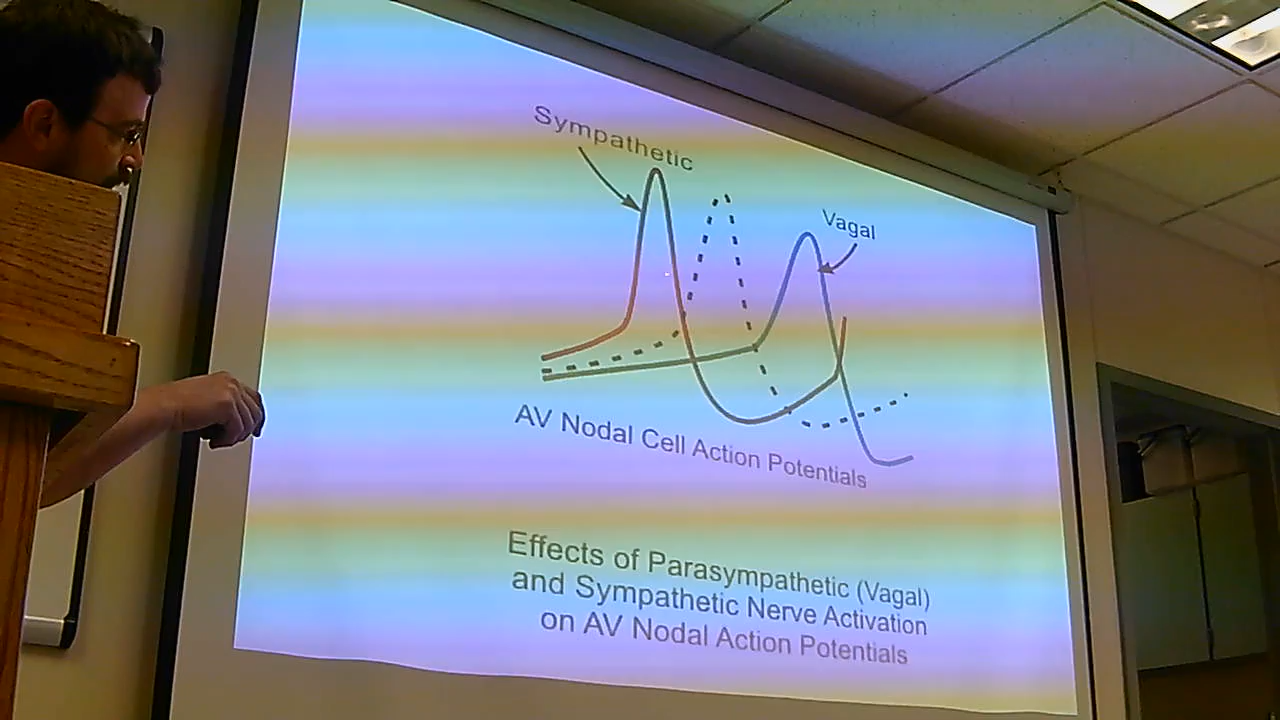 Sympathetic
Vagal
AV Nodal Cell Action Potentials
Effects of Parasympathetic (Vagal)
and Sympathetic Nerve Activation
on AV Nodal Action Potentials